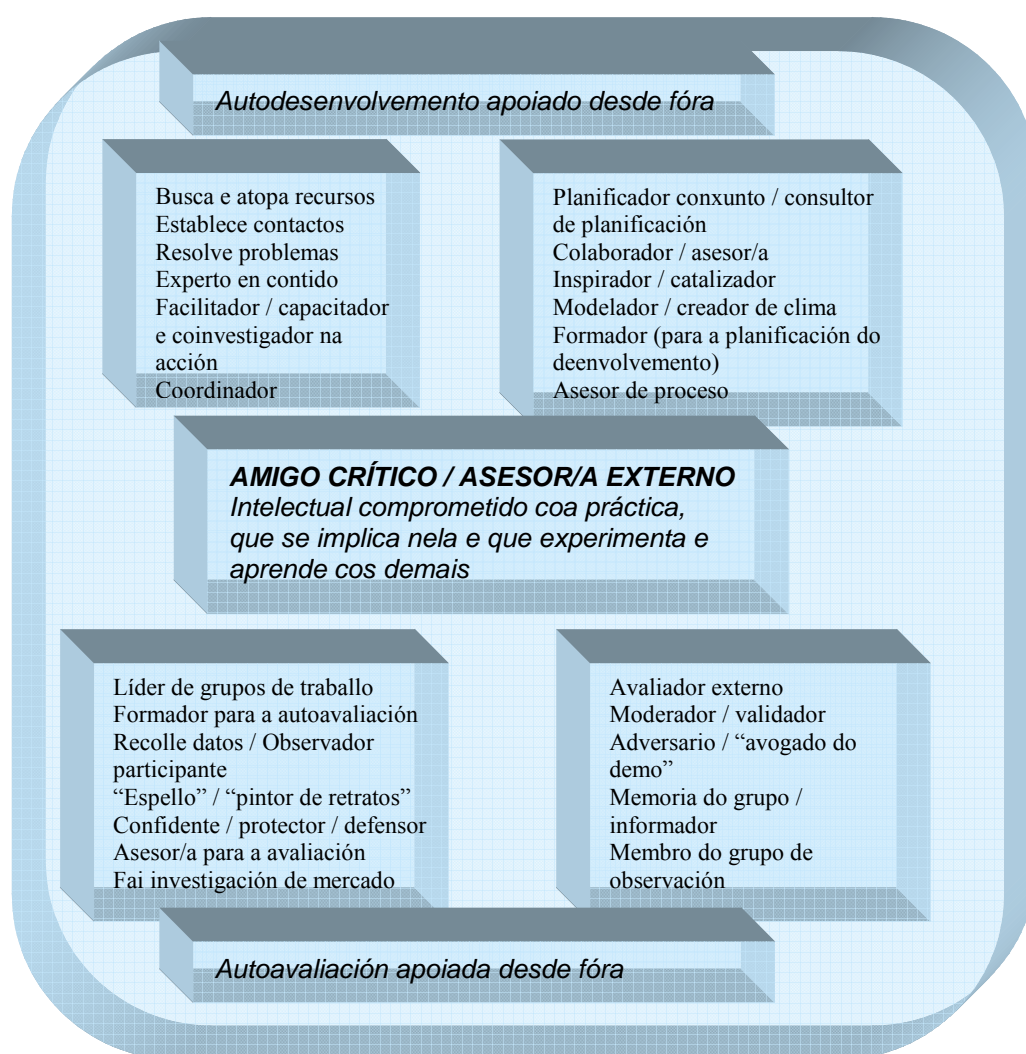 Autodesenvolvemento apoiado desde fóra
Busca e atopa recursos
Establece contactos
Resolve problemas
Experto en contido
Facilitador / capacitador
e coinvestigador na
acción
Coordinador
Planificador conxunto / consultor
de planificación
Colaborador / asesor/a
Inspirador / catalizador
Modelador / creador de clima
Formador (para a planificación do
deenvolvemento)
Asesor de proceso
AMIGO CRÍTICO / ASESOR/A EXTERNO
Intelectual comprometido coa práctica,
que se implica nela e que experimenta e
aprende cos demais
Líder de grupos de traballo
Formador para a autoavaliación
Recolle datos / Observador
participante
“Espello” / “pintor de retratos”
Confidente / protector / defensor
Asesor/a para a avaliación
Fai investigación de mercado
Avaliador externo
Moderador / validador
Adversario / “avogado do
demo”
Memoria do grupo /
informador
Membro do grupo de
observación
Autoavaliación apoiada desde fóra